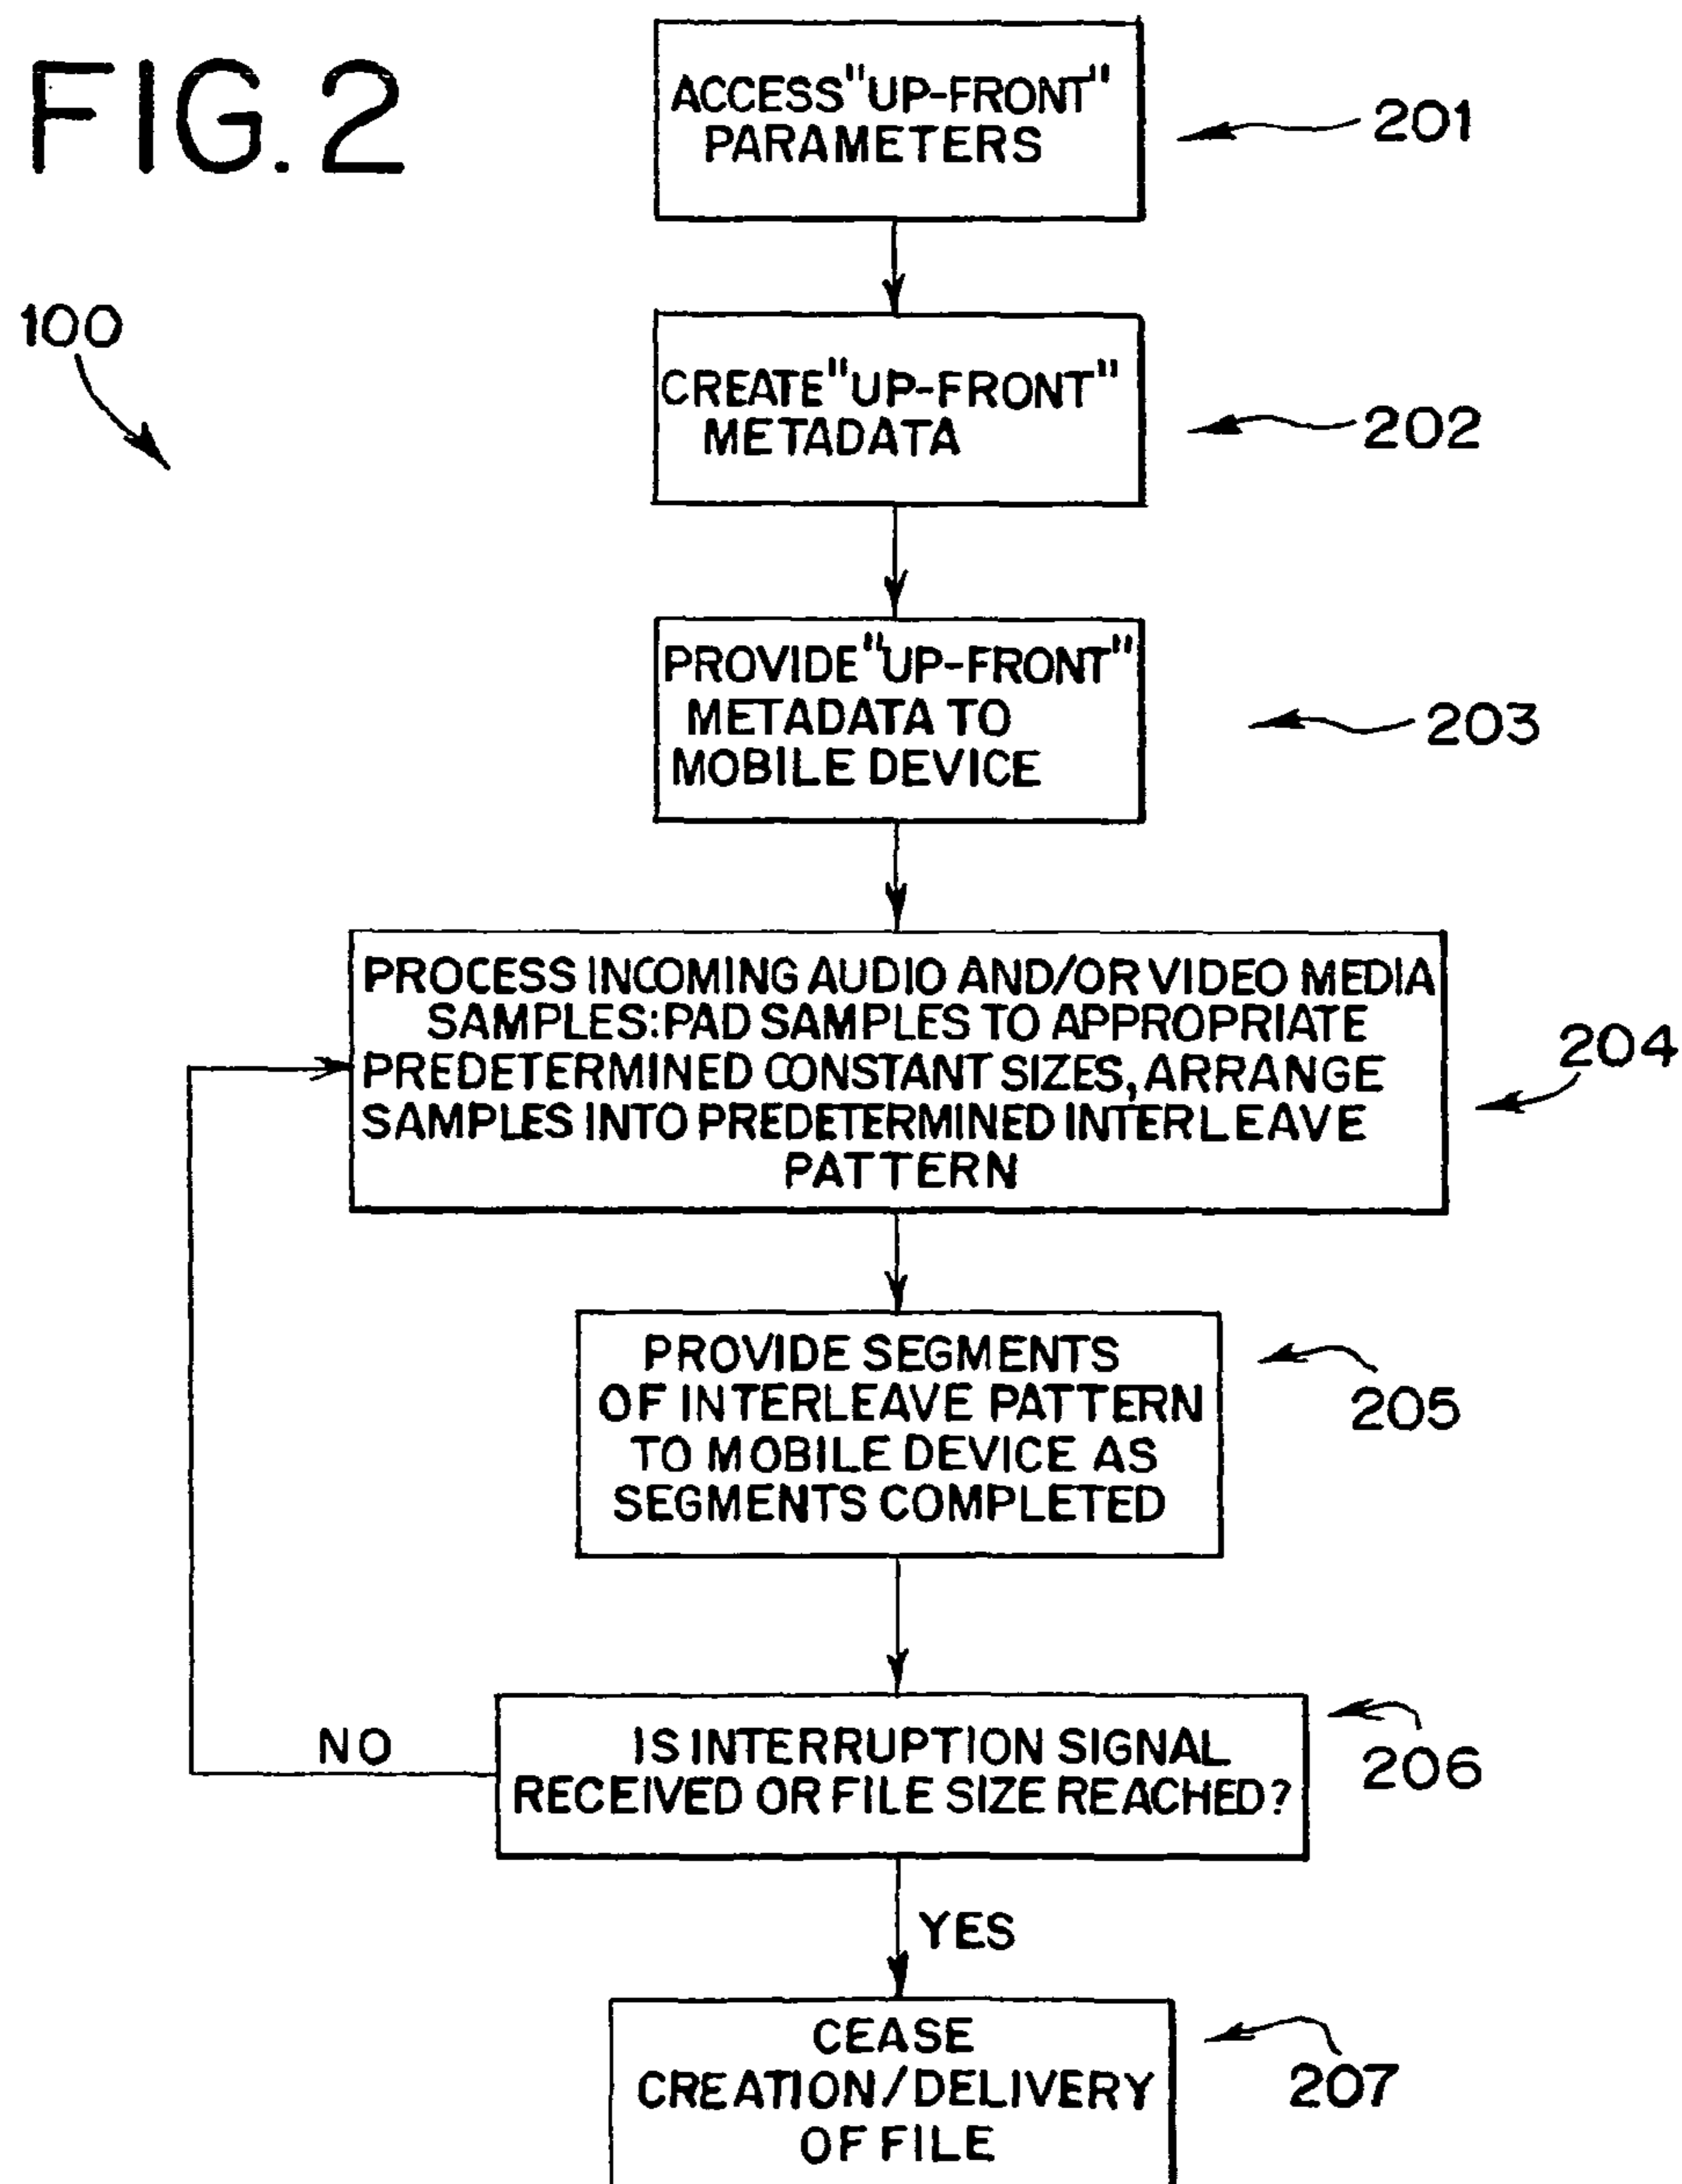 FIG. 2
ACCESS "UP-FRONT"
PARAMETERS
201
100
CREATE "UP-FRONT"
METADATA
202
PROVIDE "UP-FRONT"
METADATA TO
MOBILE DEVICE
203
PROCESS INCOMING AUDIO AND/OR VIDEO MEDIA
SAMPLES: PAD SAMPLES TO APPROPRIATE
PREDETERMINED CONSTANT SIZES, ARRANGE
SAMPLES INTO PREDETERMINED INTERLEAVE
PATTERN
204
PROVIDE SEGMENTS
OF INTERLEAVE PATTERN
TO MOBILE DEVICE AS
SEGMENTS COMPLETED
205
NO
IS INTERRUPTION SIGNAL
RECEIVED OR FILE SIZE REACHED?
206
YES
CEASE
CREATION/DELIVERY
OF FILE
207